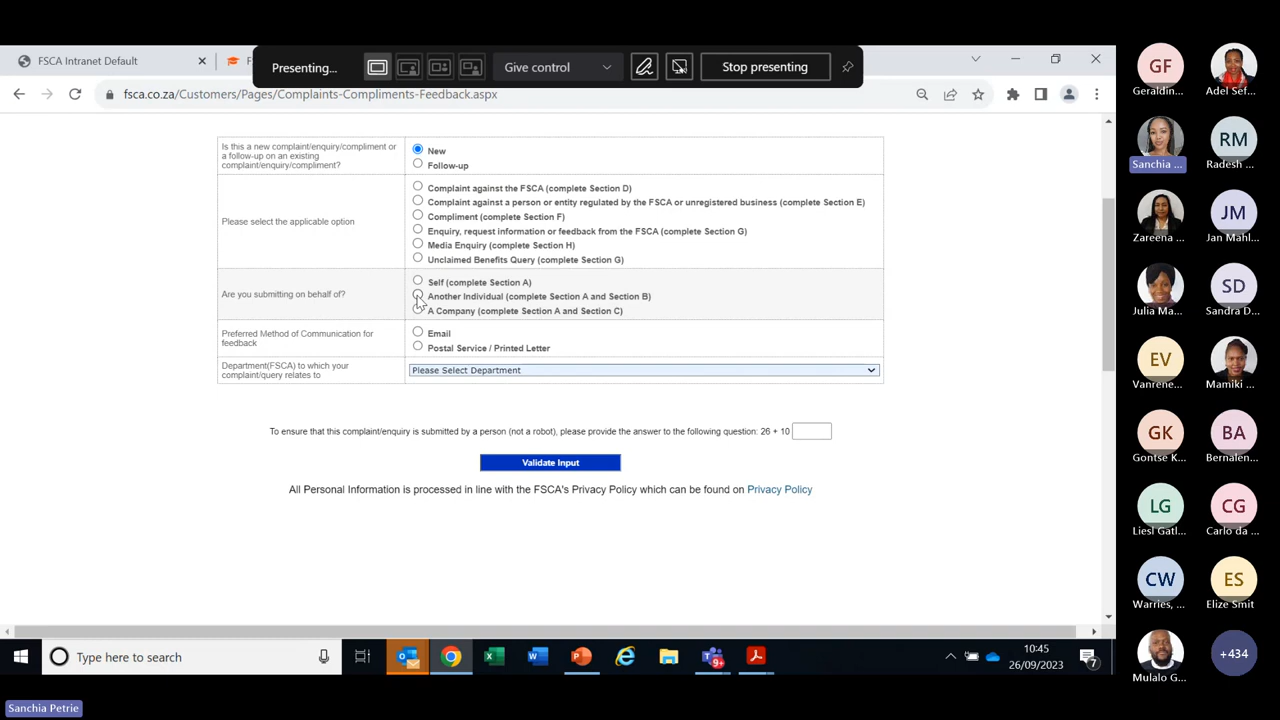 FSCA Intranet Default
F
Presenting...
Give control
Stop presenting
fsca.co.za/Customers/Pages/Complaints-Compliments-Feedback.aspx
Is this a new complaint/enquiry/compliment or
a follow-up on an existing
complaint/enquiry/compliment?
New
Follow-up
Please select the applicable option
Complaint against the FSCA (complete Section D)
Complaint against a person or entity regulated by the FSCA or unregistered business (complete Section E)
Compliment (complete Section F)
Enquiry, request information or feedback from the FSCA (complete Section G)
Media Enquiry (complete Section H)
Unclaimed Benefits Query (complete Section G)
Are you submitting on behalf of?
Self (complete Section A)
Another Individual (complete Section A and Section B)
A Company (complete Section A and Section C)
Preferred Method of Communication for
feedback
Email
Postal Service / Printed Letter
Department(FSCA) to which your
complaint/query relates to
Please Select Department
To ensure that this complaint/enquiry is submitted by a person (not a robot), please provide the answer to the following question: 26 + 10
Validate Input
All Personal Information is processed in line with the FSCA's Privacy Policy which can be found on Privacy Policy
Type here to search
9+
10:45
26/09/2023
7
Sanchia Petrie
GF
Geraldin...
Adel Sef...
Sanchia ...
RM
Radesh ...
Zareena ...
JM
Jan Mahl...
Julia Ma...
SD
Sandra D...
EV
Vanrene...
Mamiki ...
GK
Gontse K...
BA
Bernalen...
LG
Liesl Gatl...
CG
Carlo da ...
CW
Warries, ...
ES
Elize Smit
Mulalo G...
+434